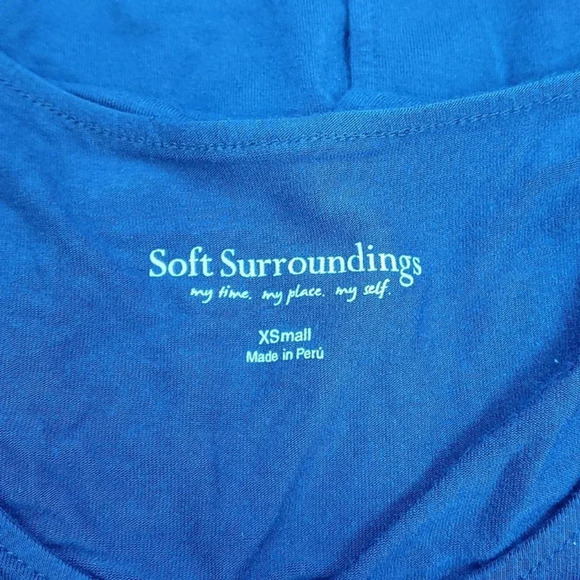 Soft Surroundings
my time. my place. my self.
XSmall
Made in Perú